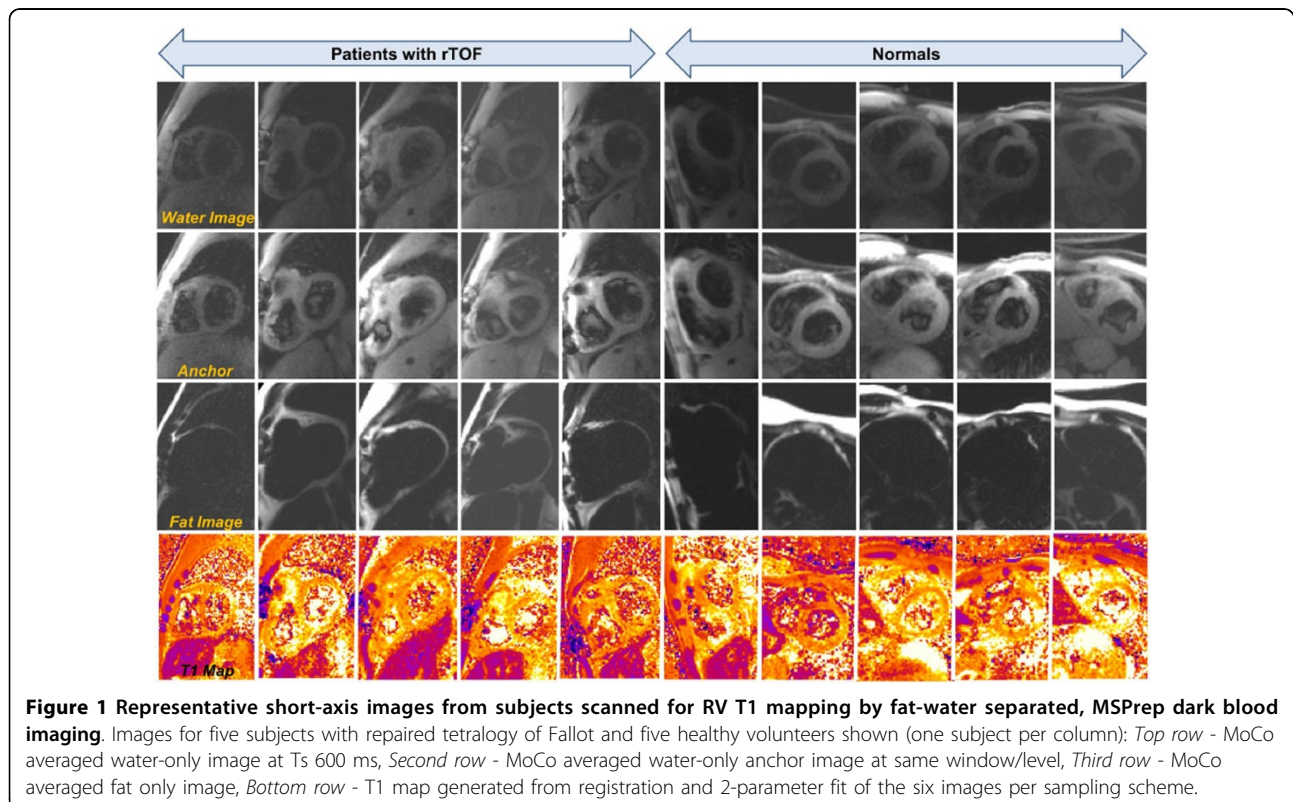 Patients with rTOF
Normals
Water Image
Anchor
Fat Image
T1 Map
Figure 1 Representative short-axis images from subjects scanned for RV T1 mapping by fat-water separated, MSPrep dark blood
imaging. Images for five subjects with repaired tetralogy of Fallot and five healthy volunteers shown (one subject per column): Top row - MoCo
averaged water-only image at Ts 600 ms, Second row - MoCo averaged water-only anchor image at same window/level, Third row - MoCo
averaged fat only image, Bottom row - T1 map generated from registration and 2-parameter fit of the six images per sampling scheme.